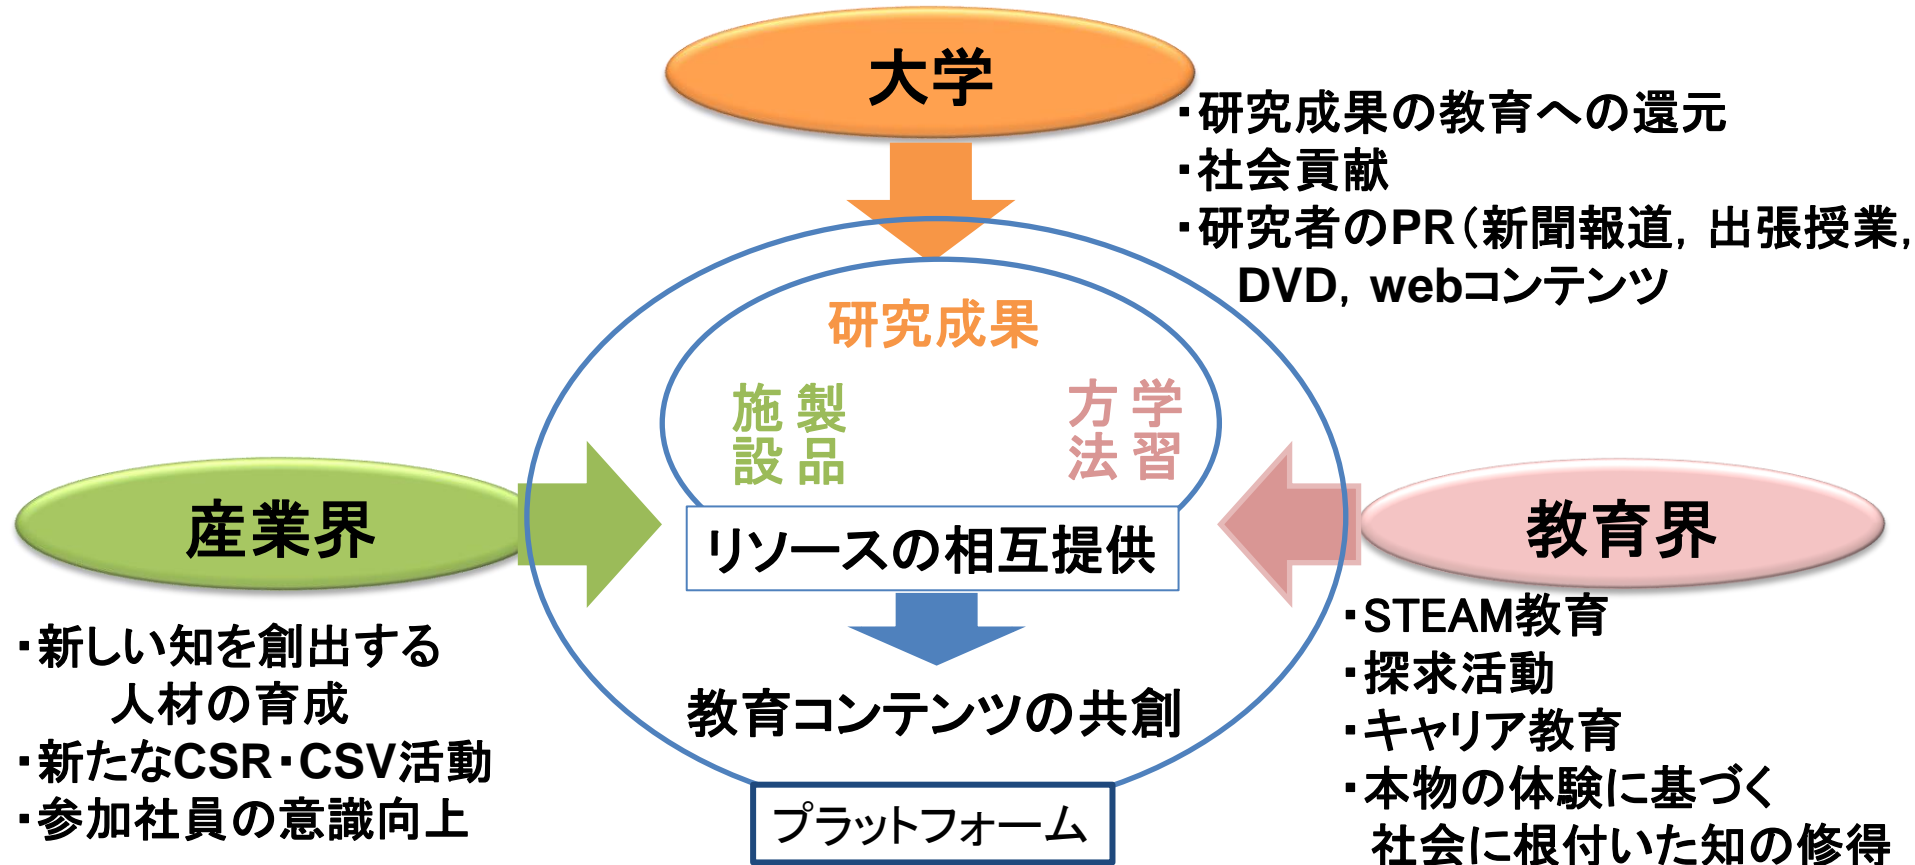 大学
・研究成果の教育への還元
・社会貢献
・研究者のPR（新聞報道，出張授業，
DVD，webコンテンツ
研究成果
製品
施設
学習
方法
産業界
リソースの相互提供
教育界
・新しい知を創出する
人材の育成
・新たなCSR・CSV活動
・参加社員の意識向上
教育コンテンツの共創
プラットフォーム
・STEAM教育
・探求活動
・キャリア教育
・本物の体験に基づく
社会に根付いた知の修得